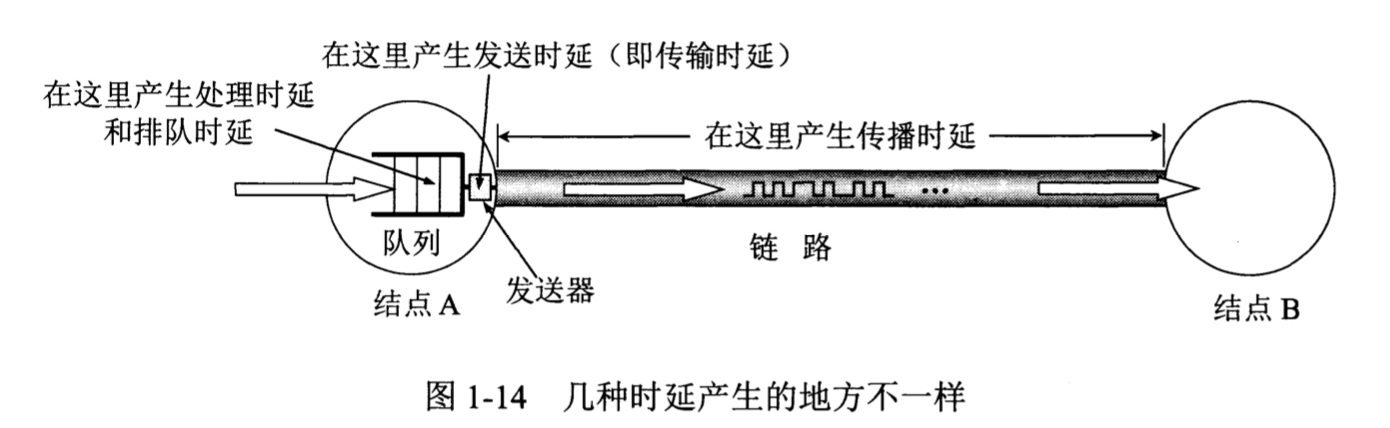 在这里产生发送时延（即传输时延）
在这里产生处理时延
和排队时延
在这里产生传播时延
队列
链 路
发送器
结点 A
结点 B
图 1-14 几种时延产生的地方不一样